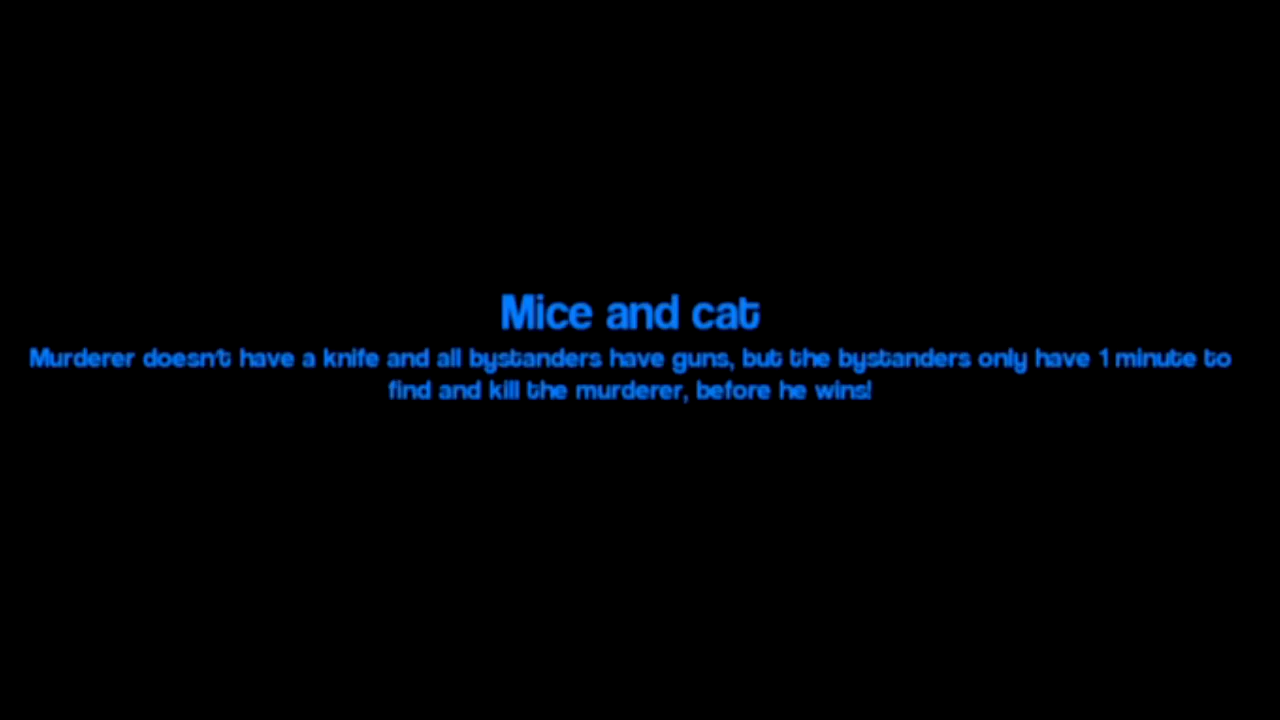 Mice and cat
Murderer doesn't have a knife and all bystanders have guns, but the bystanders only have 1 minute to
find and kill the murderer, before he wins!